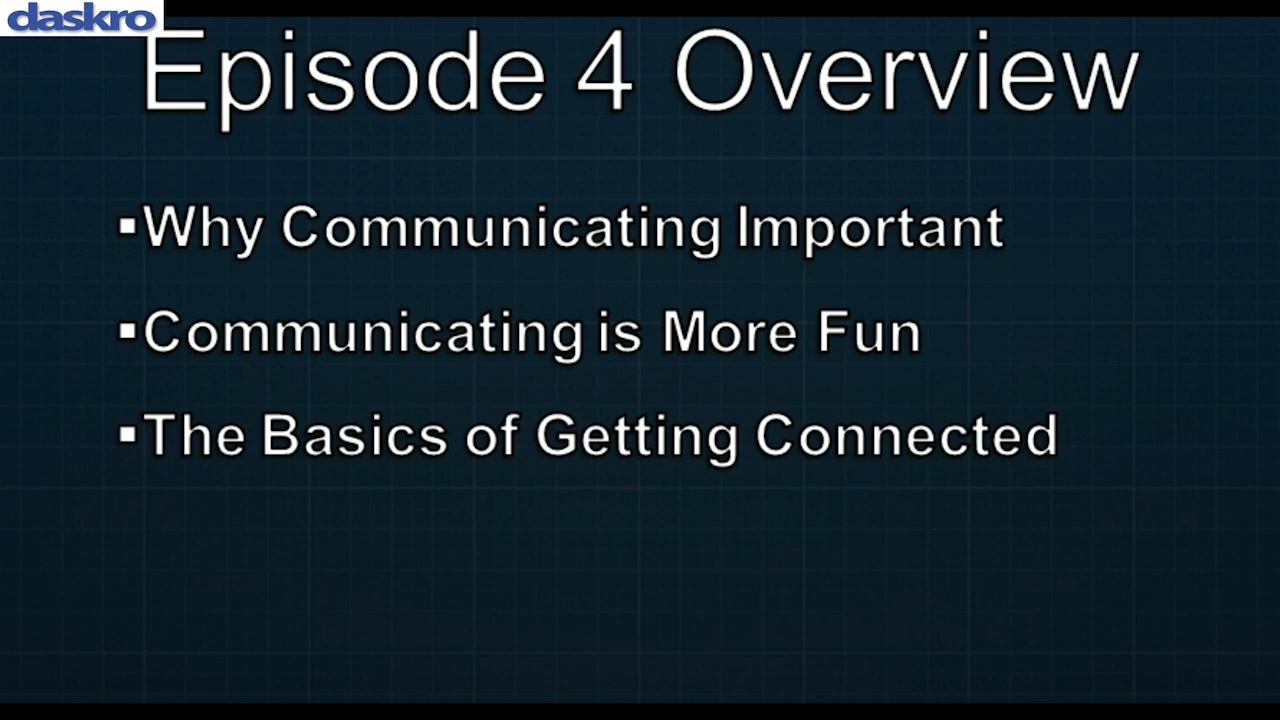 daskro
Episode 4 Overview
▪Why Communicating Important
▪Communicating is More Fun
▪The Basics of Getting Connected